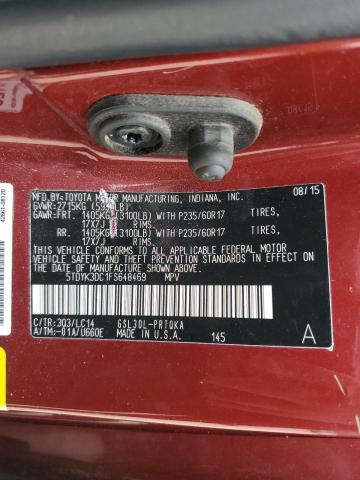 MFD.BY:TOYOTA MOTOR MANUFACTURING, INDIANA, INC. 08/15
GVWR:2715KG
GAWR:FRT. 1405KG(3100LB) WITH P235/60R17 TIRES,
17X7J RIMS.
RR. 1405KG(3100LB) WITH P235/60R17 TIRES,
17X7J RIMS.
THIS VEHICLE CONFORMS TO ALL APPLICABLE FEDERAL MOTOR
VEHICLE SAFETY, BUMPER, AND THEFT PREVENTION STANDARDS
IN EFFECT ON THE DATE OF MANUFACTURE SHOWN ABOVE.
5TDYK3DC1FS648469 MPV
C/TR:303/LC14 GSL30L-PRTQKA
A/TM:-01A/U660E MADE IN U.S.A. 145 A